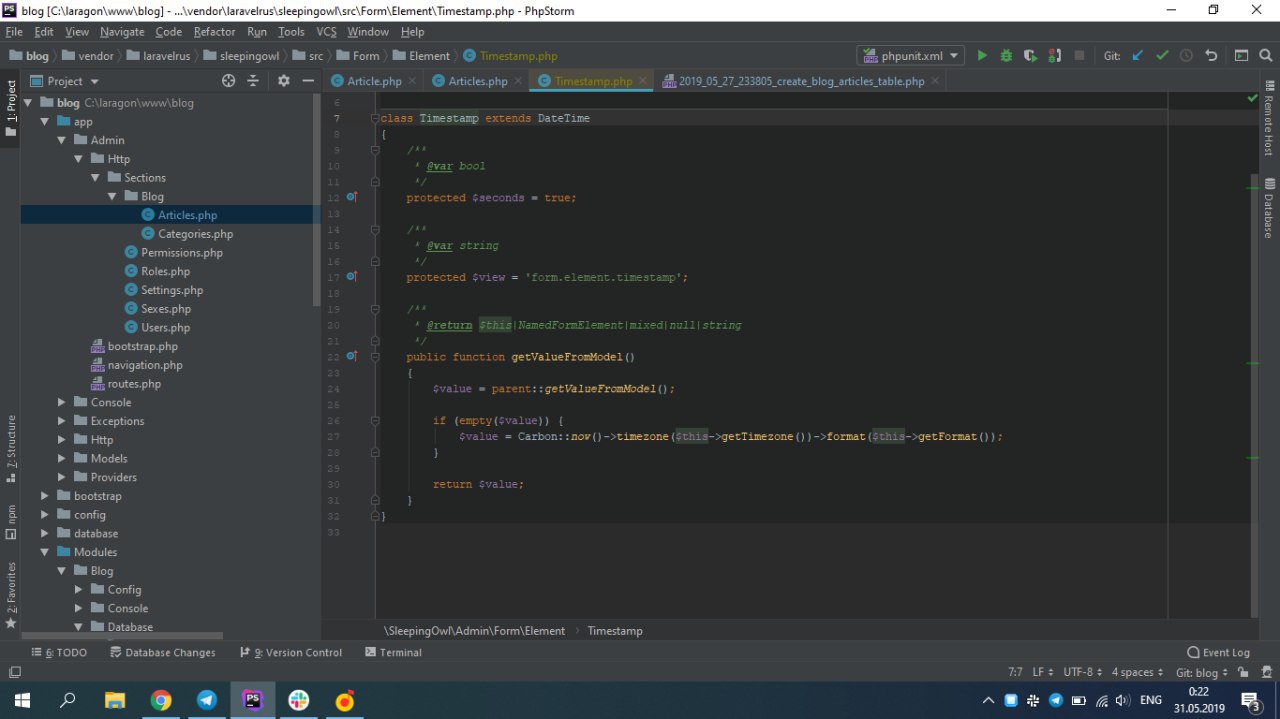 blog [C:\laragon\www\blog] - ...\vendor\laravelrus\sleepingowl\src\Form\Element\Timestamp.php - PhpStorm
File Edit View Navigate Code Refactor Run Tools VCS Window Help
blog vendor laravelrus sleepingowl src Form Element Timestamp.php phpunit.xml Git:
Project Article.php Articles.php Timestamp.php 2019_05_27_233805_create_blog_articles_table.php
1: Project
7: Structure
npm
2: Favorites
blog C:\laragon\www\blog
app
Admin
Http
Sections
Blog
Articles.php
Categories.php
Permissions.php
Roles.php
Settings.php
Sexes.php
Users.php
bootstrap.php
navigation.php
routes.php
Console
Exceptions
Http
Models
Providers
bootstrap
config
database
Modules
Blog
Config
Console
Database
6
7 class Timestamp extends DateTime
8 {
9 /**
10 * @var bool
11 */
12 protected $seconds = true;
13
14 /**
15 * @var string
16 */
17 protected $view = 'form.element.timestamp';
18
19 /**
20 * @return $this|NamedFormElement|mixed|null|string
21 */
22 public function getValueFromModel()
23 {
24 $value = parent::getValueFromModel();
25
26 if (empty($value)) {
27 $value = Carbon::now()->timezone($this->getTimezone())->format($this->getFormat());
28 }
29
30 return $value;
31 }
32 }
33
Remote Host
Database
\SleepingOwl\Admin\Form\Element › Timestamp
6: TODO Database Changes 9: Version Control Terminal Event Log
7:7 LF UTF-8 4 spaces Git: blog
PS ENG 0:22
31.05.2019 3